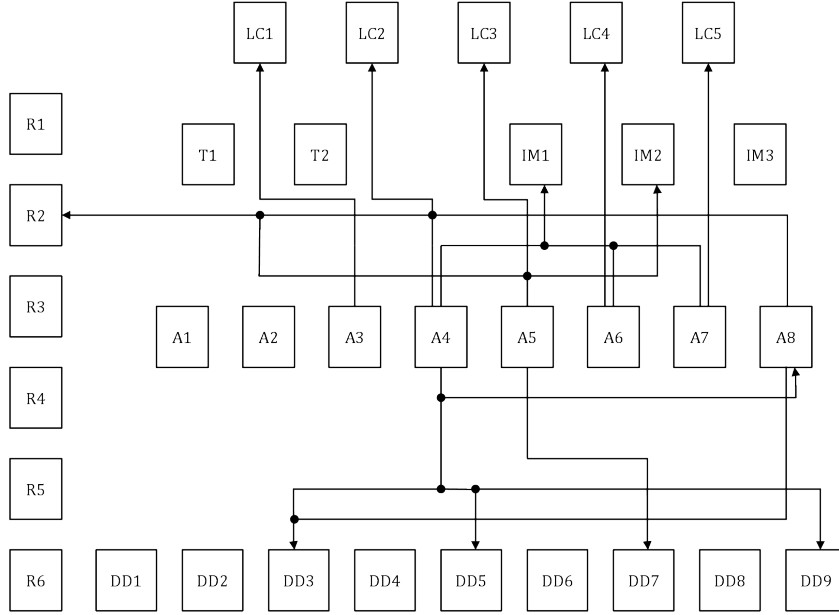 LC1 LC2 LC3 LC4 LC5
R1
T1 T2 IM1 IM2 IM3
R2
R3
A1 A2 A3 A4 A5 A6 A7 A8
R4
R5
R6 DD1 DD2 DD3 DD4 DD5 DD6 DD7 DD8 DD9